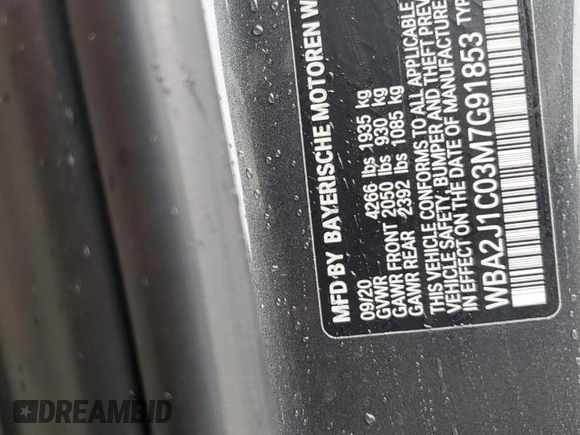 MFD BY BAYERISCHE MOTOREN W
09/20
GVWR 4266 lbs 1935 kg
GAWR FRONT 2050 lbs 930 kg
GAWR REAR 2392 lbs 1085 kg
THIS VEHICLE CONFORMS TO ALL APPLICABLE
VEHICLE SAFETY, BUMPER AND THEFT PREV
IN EFFECT ON THE DATE OF MANUFACTURE
WBA2J1C03M7G91853 TYP
DREAMBID